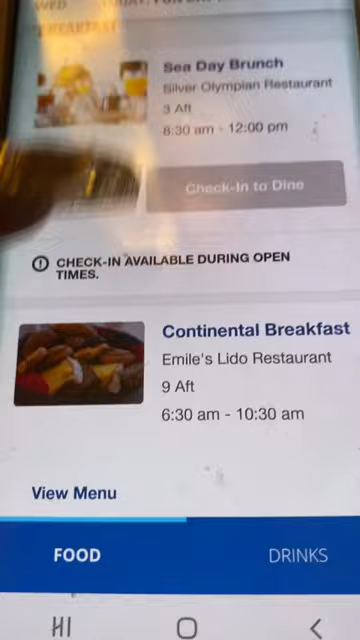 WED
BREAKFAST
Sea Day Brunch
Silver Olympian Restaurant
3 Aft
8:30 am - 12:00 pm
Check-In to Dine
CHECK-IN AVAILABLE DURING OPEN
TIMES.
Continental Breakfast
Emile's Lido Restaurant
9 Aft
6:30 am - 10:30 am
View Menu
FOOD DRINKS